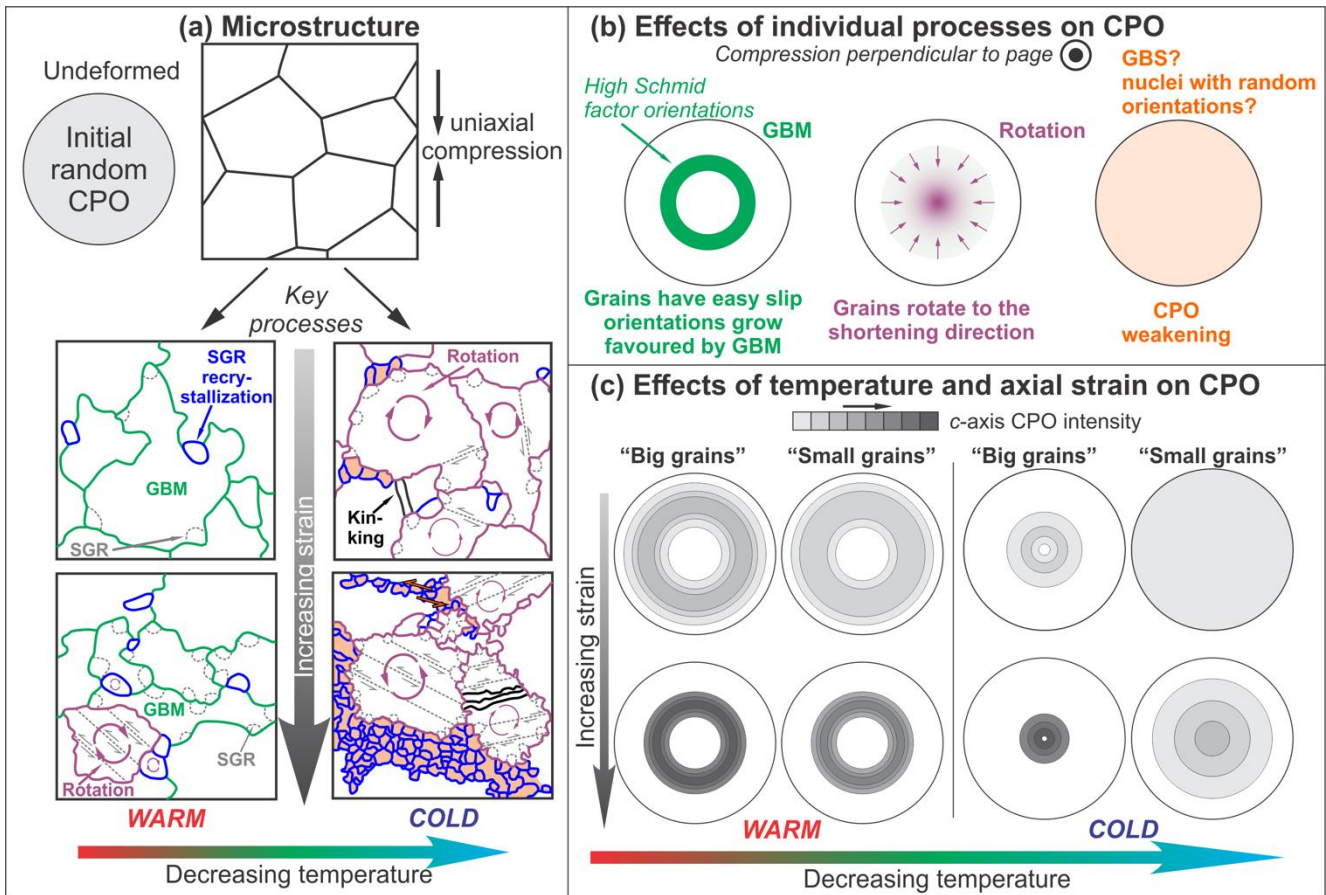 (a) Microstructure
Undeformed
Initial
random
CPO
uniaxial
compression
Key
processes
SGR
recry-
stallization
GBM
SGR
Rotation
Kin-
king
Increasing strain
GBM
SGR
Rotation
WARM
COLD
Decreasing temperature
(b) Effects of individual processes on CPO
Compression perpendicular to page
High Schmid
factor orientations
GBM
Grains have easy slip
orientations grow
favoured by GBM
Rotation
Grains rotate to the
shortening direction
GBS?
nuclei with random
orientations?
CPO
weakening
(c) Effects of temperature and axial strain on CPO
c-axis CPO intensity
“Big grains”
“Small grains”
“Big grains”
“Small grains”
Increasing strain
WARM
COLD
Decreasing temperature